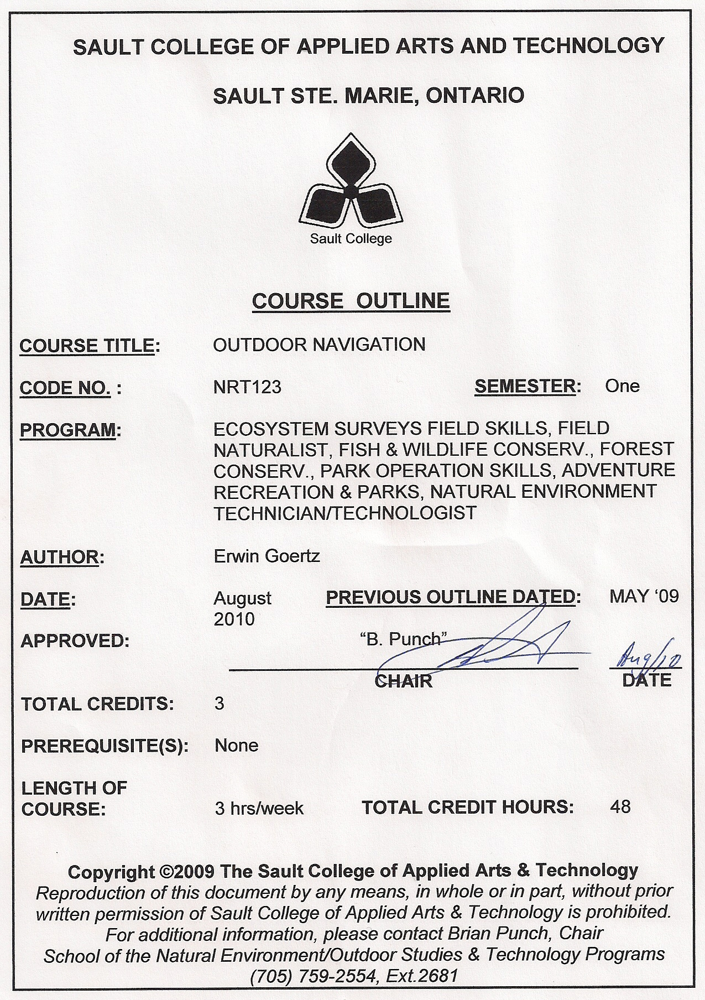 SAULT COLLEGE OF APPLIED ARTS AND TECHNOLOGY
SAULT STE. MARIE, ONTARIO
Sault College
COURSE OUTLINE
COURSE TITLE: OUTDOOR NAVIGATION
CODE NO. : NRT123 SEMESTER: One
PROGRAM: ECOSYSTEM SURVEYS FIELD SKILLS, FIELD
NATURALIST, FISH & WILDLIFE CONSERV., FOREST
CONSERV., PARK OPERATION SKILLS, ADVENTURE
RECREATION & PARKS, NATURAL ENVIRONMENT
TECHNICIAN/TECHNOLOGIST
AUTHOR: Erwin Goertz
DATE: August PREVIOUS OUTLINE DATED: MAY ‘09
2010
APPROVED: “B. Punch” Aug/10
CHAIR DATE
TOTAL CREDITS: 3
PREREQUISITE(S): None
LENGTH OF
COURSE: 3 hrs/week TOTAL CREDIT HOURS: 48
Copyright ©2009 The Sault College of Applied Arts & Technology
Reproduction of this document by any means, in whole or in part, without prior
written permission of Sault College of Applied Arts & Technology is prohibited.
For additional information, please contact Brian Punch, Chair
School of the Natural Environment/Outdoor Studies & Technology Programs
(705) 759-2554, Ext.2681